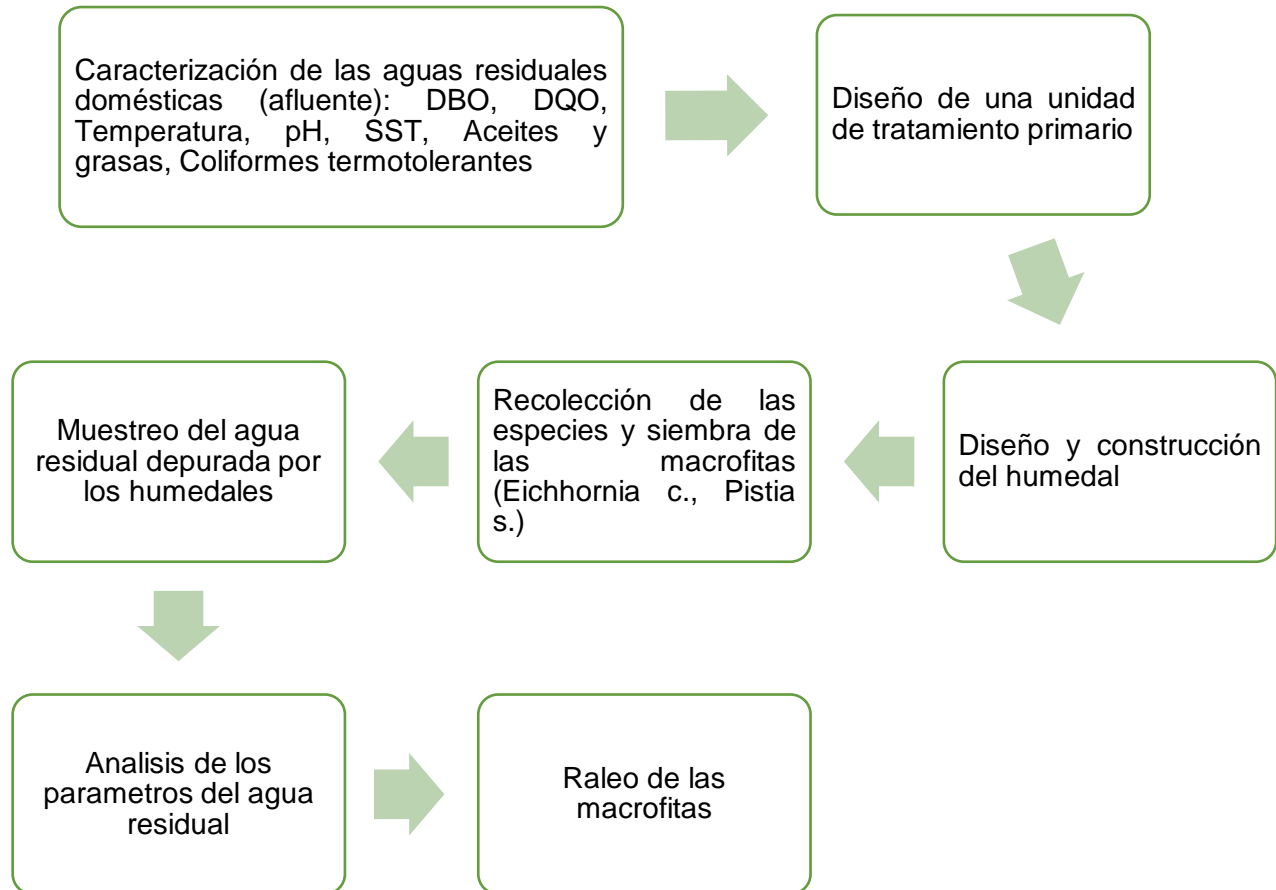 Caracterización de las aguas residuales
domésticas (afluente): DBO, DQO,
Temperatura, pH, SST, Aceites y
grasas, Coliformes termotolerantes
Diseño de una unidad
de tratamiento primario
Diseño y construcción
del humedal
Recolección de las
especies y siembra de
las macrofitas
(Eichhornia c., Pistia
s.)
Muestreo del agua
residual depurada por
los humedales
Analisis de los
parametros del agua
residual
Raleo de las
macrofitas